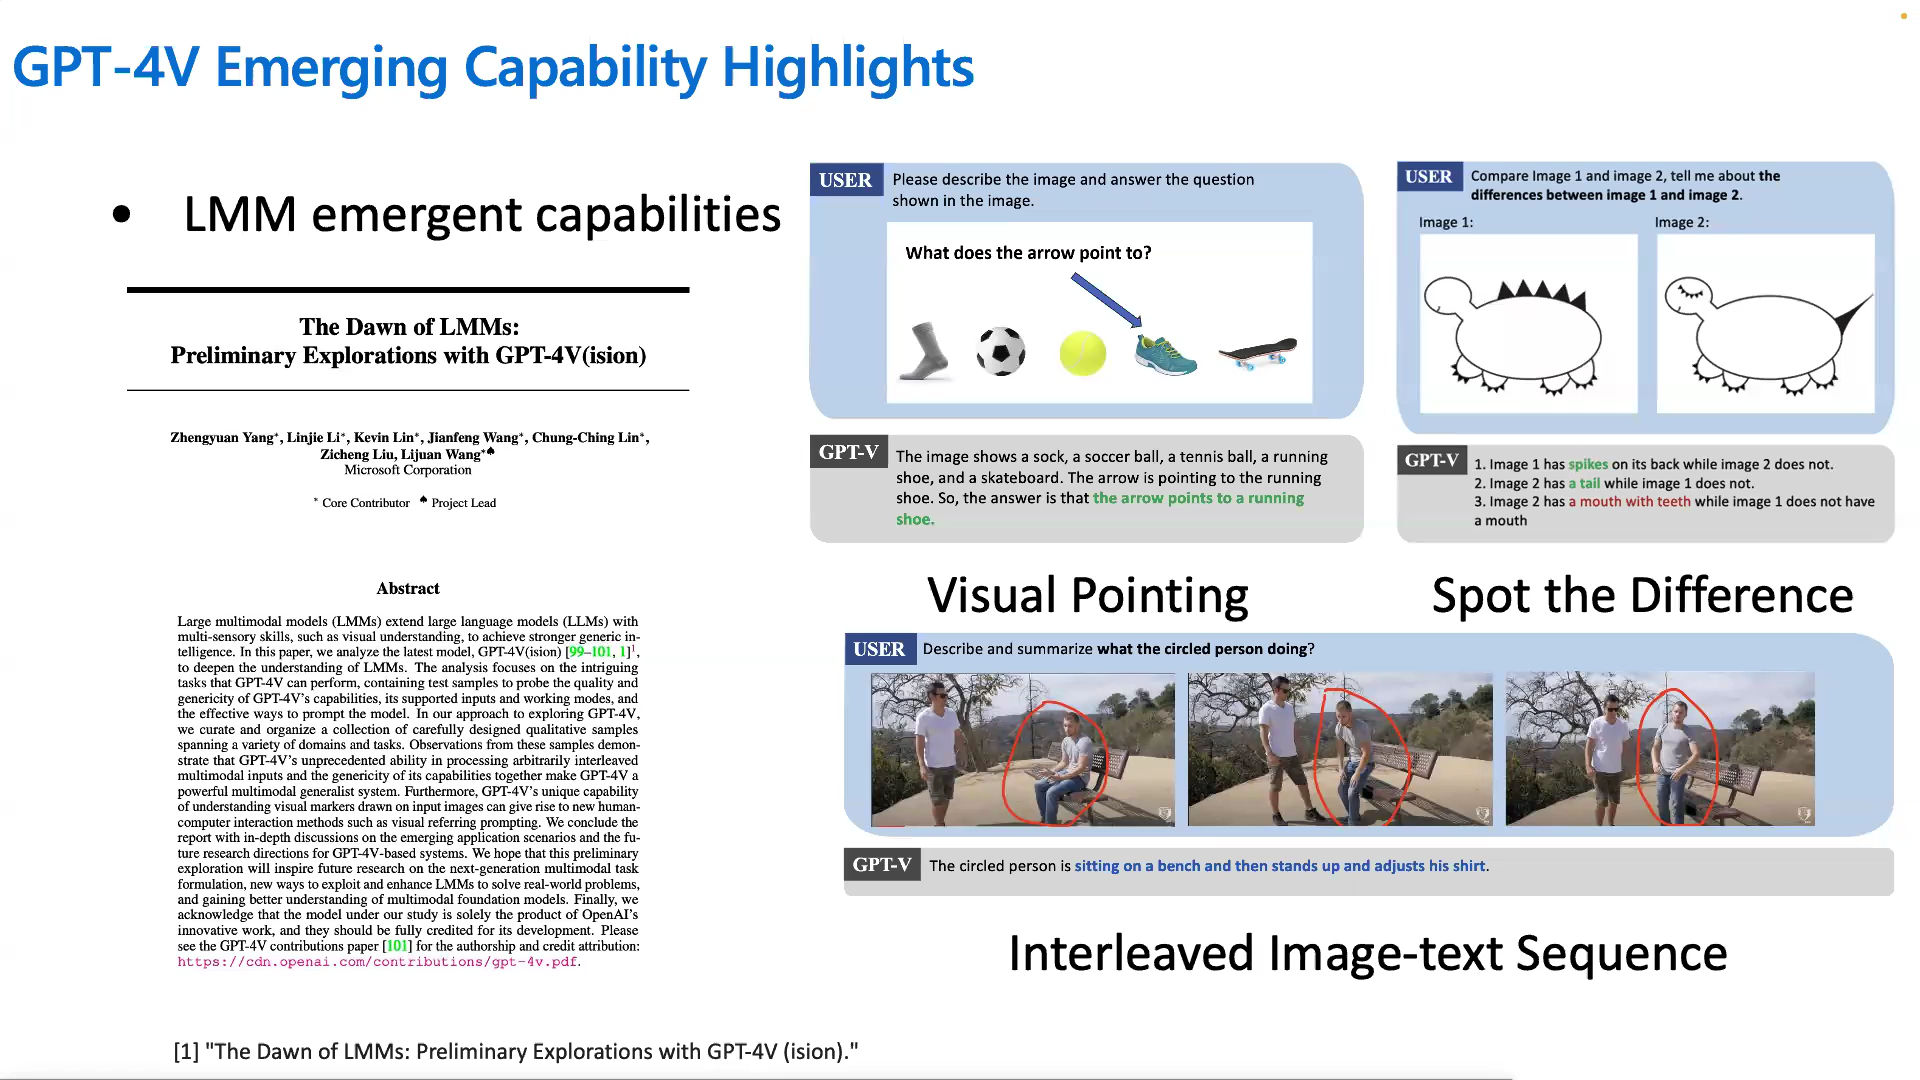 GPT-4V Emerging Capability Highlights
• LMM emergent capabilities
The Dawn of LMMs:
Preliminary Explorations with GPT-4V(ision)
Zhengyuan Yang*, Linjie Li*, Kevin Lin*, Jianfeng Wang*, Chung-Ching Lin*,
Zicheng Liu, Lijuan Wang*♠
Microsoft Corporation
* Core Contributor ♠ Project Lead
Abstract
Large multimodal models (LMMs) extend large language models (LLMs) with
multi-sensory skills, such as visual understanding, to achieve stronger generic in-
telligence. In this paper, we analyze the latest model, GPT-4V(ision) [99–101, 1]¹,
to deepen the understanding of LMMs. The analysis focuses on the intriguing
tasks that GPT-4V can perform, containing test samples to probe the quality and
genericity of GPT-4V's capabilities, its supported inputs and working modes, and
the effective ways to prompt the model. In our approach to exploring GPT-4V,
we curate and organize a collection of carefully designed qualitative samples
spanning a variety of domains and tasks. Observations from these samples demon-
strate that GPT-4V's unprecedented ability in processing arbitrarily interleaved
multimodal inputs and the genericity of its capabilities together make GPT-4V a
powerful multimodal generalist system. Furthermore, GPT-4V's unique capability
of understanding visual markers drawn on input images can give rise to new human-
computer interaction methods such as visual referring prompting. We conclude the
report with in-depth discussions on the emerging application scenarios and the fu-
ture research directions for GPT-4V-based systems. We hope that this preliminary
exploration will inspire future research on the next-generation multimodal task
formulation, new ways to exploit and enhance LMMs to solve real-world problems,
and gaining better understanding of multimodal foundation models. Finally, we
acknowledge that the model under our study is solely the product of OpenAI's
innovative work, and they should be fully credited for its development. Please
see the GPT-4V contributions paper [101] for the authorship and credit attribution:
https://cdn.openai.com/contributions/gpt-4v.pdf.
USER
Please describe the image and answer the question
shown in the image.
What does the arrow point to?
GPT-V
The image shows a sock, a soccer ball, a tennis ball, a running
shoe, and a skateboard. The arrow is pointing to the running
shoe. So, the answer is that the arrow points to a running
shoe.
Visual Pointing
USER
Compare Image 1 and image 2, tell me about the
differences between image 1 and image 2.
Image 1:
Image 2:
GPT-V
1. Image 1 has spikes on its back while image 2 does not.
2. Image 2 has a tail while image 1 does not.
3. Image 2 has a mouth with teeth while image 1 does not have
a mouth
Spot the Difference
USER
Describe and summarize what the circled person doing?
GPT-V
The circled person is sitting on a bench and then stands up and adjusts his shirt.
Interleaved Image-text Sequence
[1] "The Dawn of LMMs: Preliminary Explorations with GPT-4V (ision)."